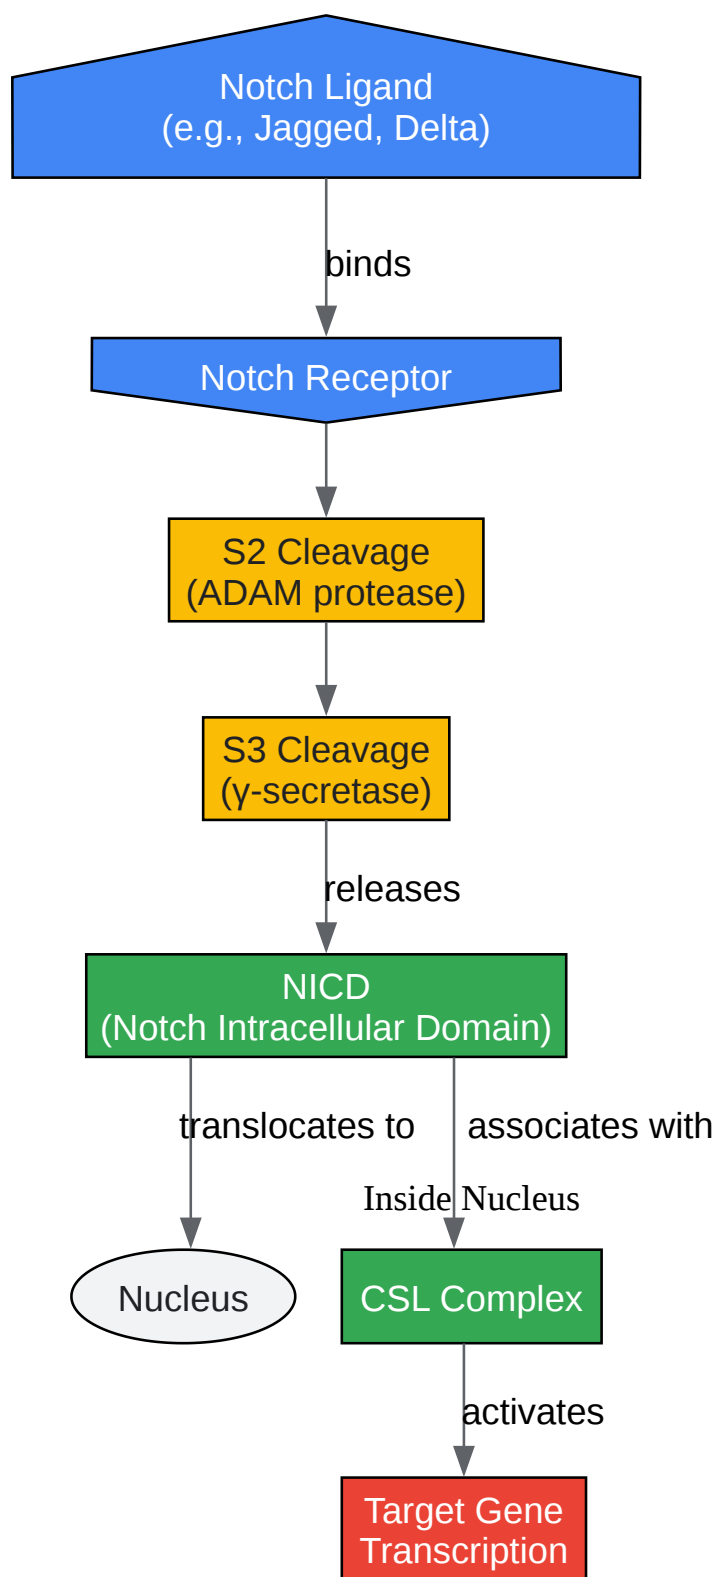 Notch Ligand
(e.g., Jagged, Delta)
binds
Notch Receptor
S2 Cleavage
(ADAM protease)
S3 Cleavage
(γ-secretase)
releases
NICD
(Notch Intracellular Domain)
translocates to
associates with
Inside Nucleus
Nucleus
CSL Complex
activates
Target Gene
Transcription